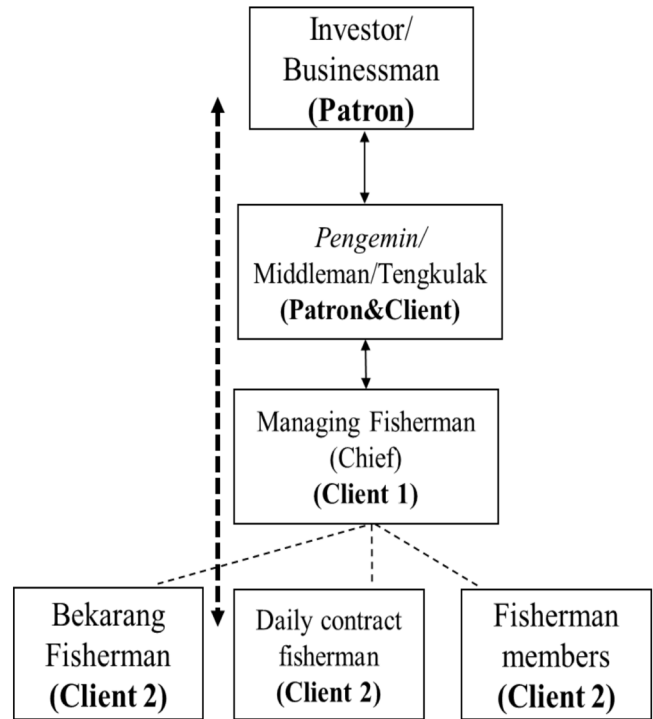 Investor/
Businessman
(Patron)
Pengemin/
Middleman/Tengkulak
(Patron&Client)
Managing Fisherman
(Chief)
(Client 1)
Bekarang
Fisherman
(Client 2)
Daily contract
fisherman
(Client 2)
Fisherman
members
(Client 2)